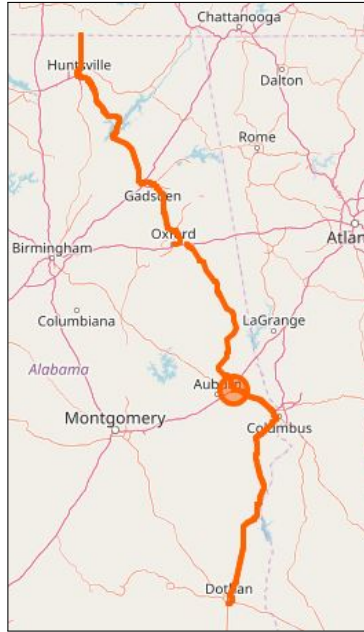 Chattanooga
Huntsville
Dalton
Rome
Gadsden
Oxford
Atlan
Birmingham
Columbiana
LaGrange
Alabama
Auburn
Montgomery
Columbus
Dothan